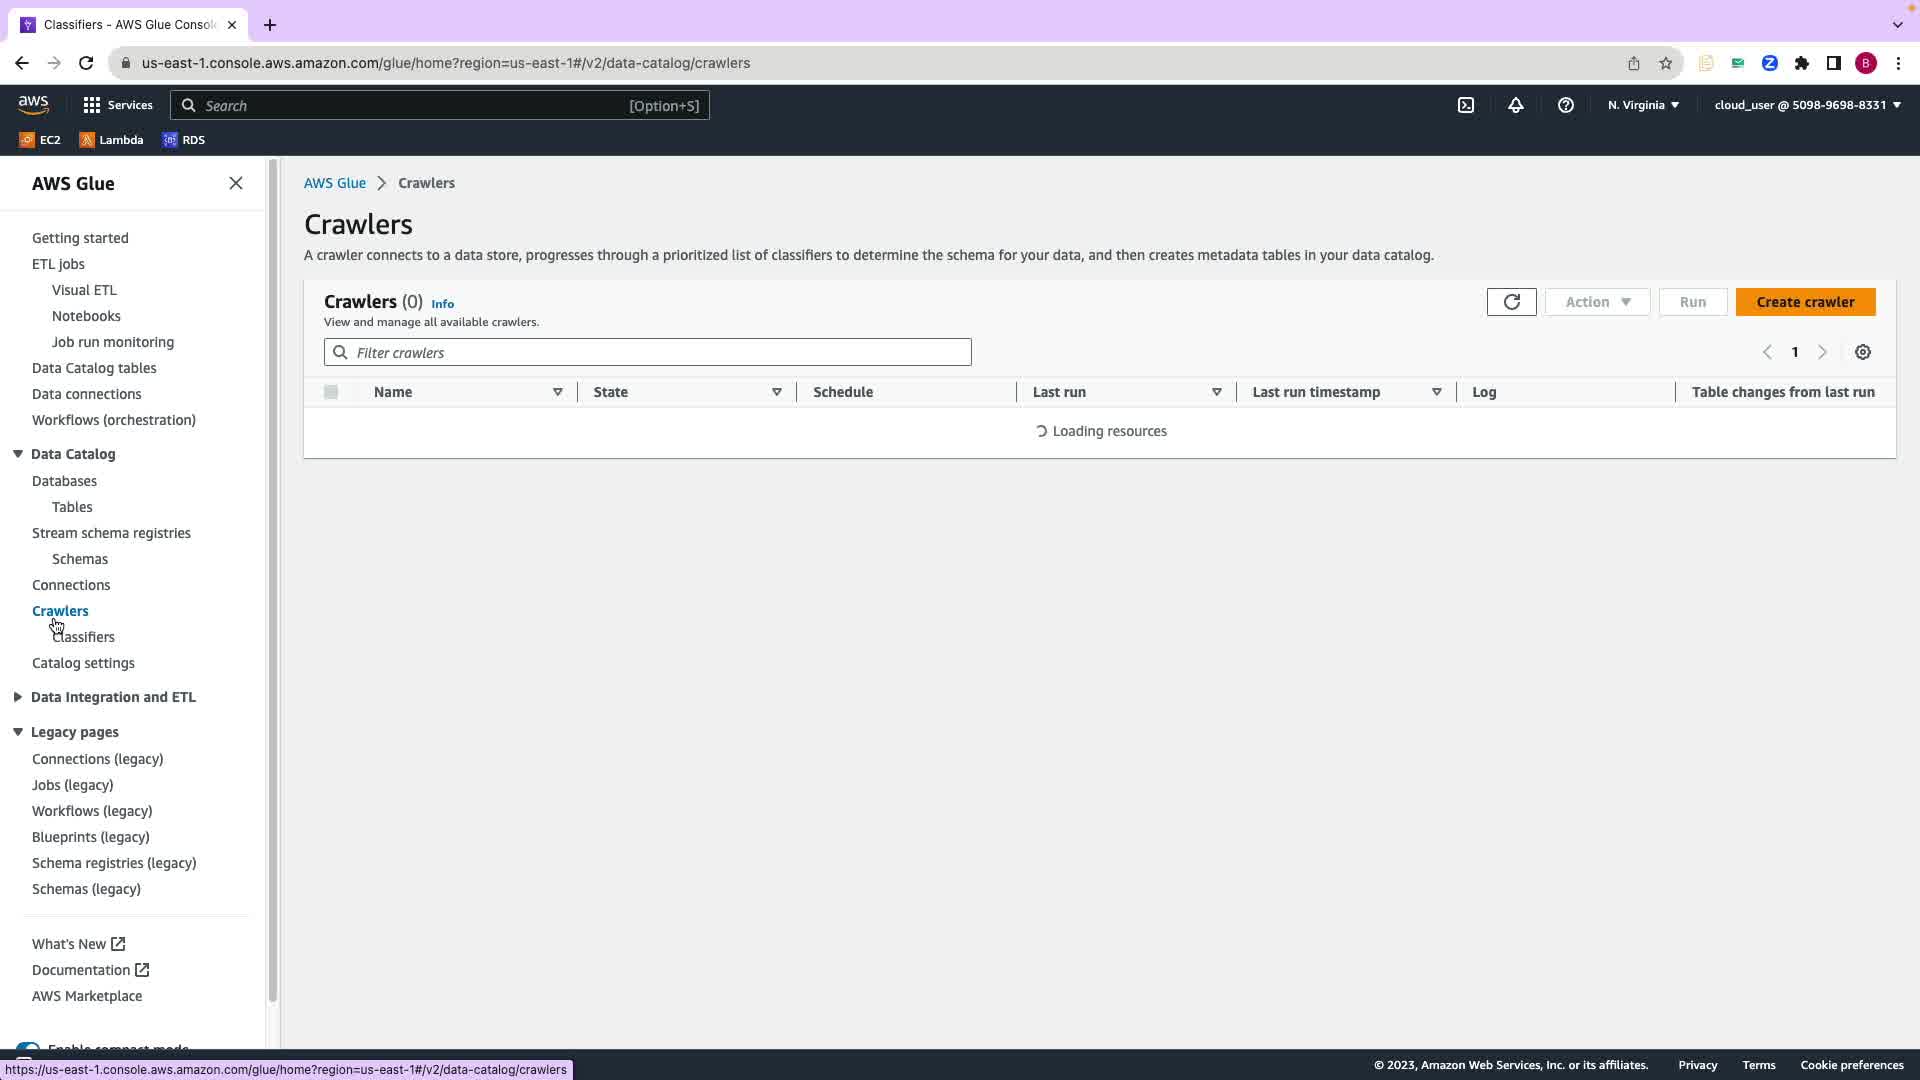 Classifiers - AWS Glue Consol
us-east-1.console.aws.amazon.com/glue/home?region=us-east-1#/v2/data-catalog/crawlers
B
aws
Services
Search
[Option+S]
N. Virginia
cloud_user @ 5098-9698-8331
EC2
Lambda
RDS
AWS Glue
Getting started
ETL jobs
Visual ETL
Notebooks
Job run monitoring
Data Catalog tables
Data connections
Workflows (orchestration)
Data Catalog
Databases
Tables
Stream schema registries
Schemas
Connections
Crawlers
Classifiers
Catalog settings
Data Integration and ETL
Legacy pages
Connections (legacy)
Jobs (legacy)
Workflows (legacy)
Blueprints (legacy)
Schema registries (legacy)
Schemas (legacy)
What's New
Documentation
AWS Marketplace
Enable compact mode
AWS Glue > Crawlers
Crawlers
A crawler connects to a data store, progresses through a prioritized list of classifiers to determine the schema for your data, and then creates metadata tables in your data catalog.
Crawlers (0) Info
View and manage all available crawlers.
Action
Run
Create crawler
Filter crawlers
1
Name
State
Schedule
Last run
Last run timestamp
Log
Table changes from last run
Loading resources
https://us-east-1.console.aws.amazon.com/glue/home?region=us-east-1#/v2/data-catalog/crawlers
© 2023, Amazon Web Services, Inc. or its affiliates.
Privacy
Terms
Cookie preferences